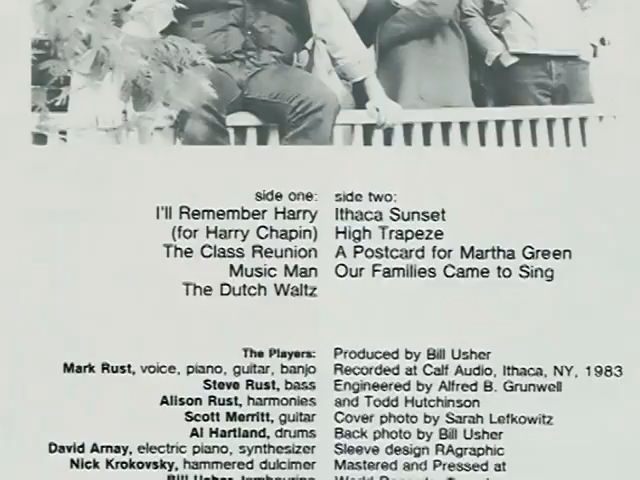 side one:
I'll Remember Harry
(for Harry Chapin)
The Class Reunion
Music Man
The Dutch Waltz
side two:
Ithaca Sunset
High Trapeze
A Postcard for Martha Green
Our Families Came to Sing
The Players:
Mark Rust, voice, piano, guitar, banjo
Steve Rust, bass
Alison Rust, harmonies
Scott Merritt, guitar
Al Hartland, drums
David Arnay, electric piano, synthesizer
Nick Krokovsky, hammered dulcimer
Bill Usher, tambourine
Produced by Bill Usher
Recorded at Calf Audio, Ithaca, NY, 1983
Engineered by Alfred B. Grunwell
and Todd Hutchinson
Cover photo by Sarah Lefkowitz
Back photo by Bill Usher
Sleeve design RAgraphic
Mastered and Pressed at
World Records